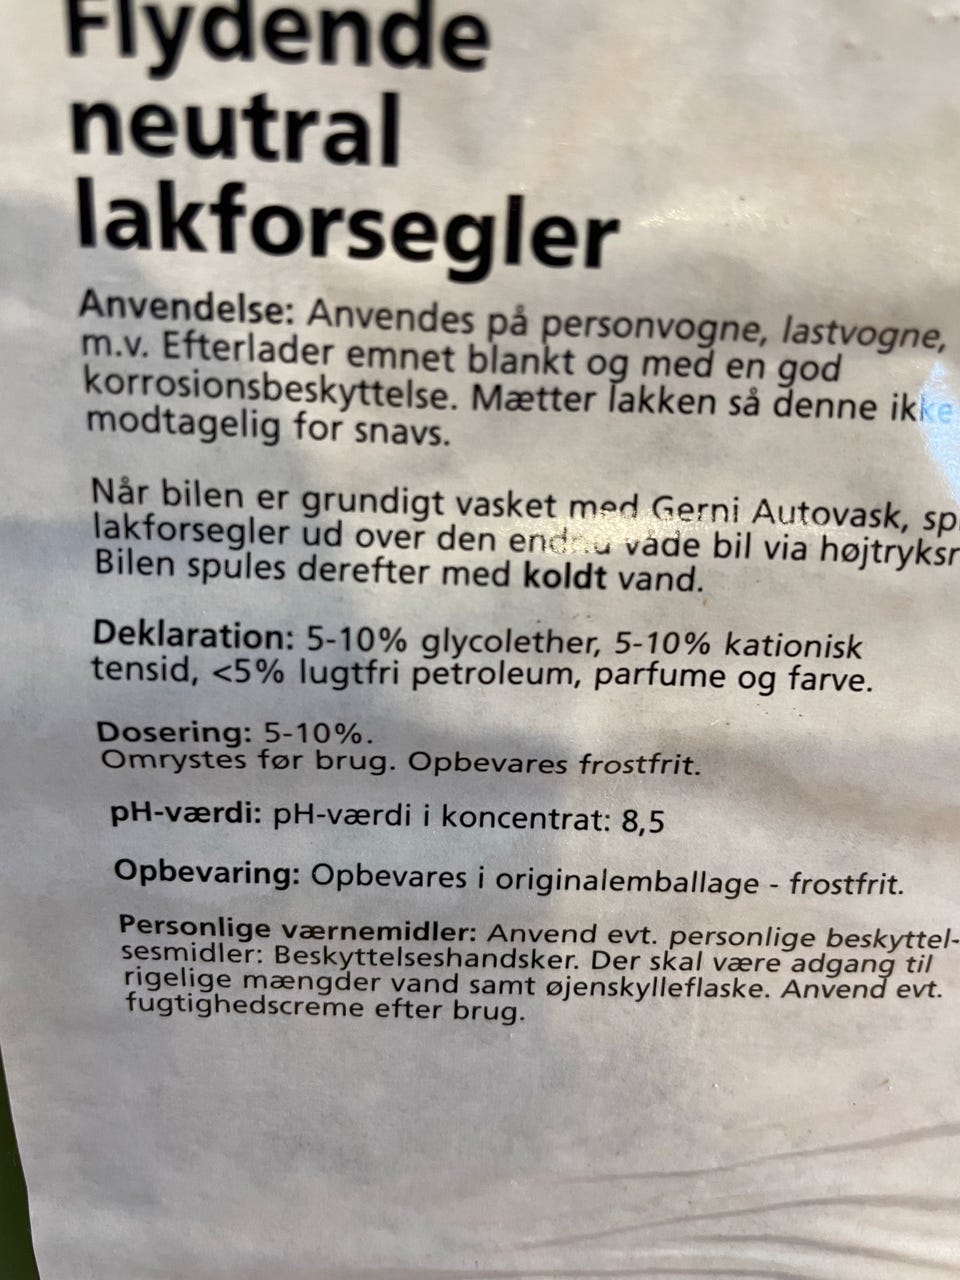 Flydende
neutral
lakforsegler
Anvendelse: Anvendes på personvogne, lastvogne,
m.v. Efterlader emnet blankt og med en god
korrosionsbeskyttelse. Mætter lakken så denne ikke
modtagelig for snavs.
Når bilen er grundigt vasket med Gerni Autovask,
lakforsegler ud over den våde bil via
Bilen spules derefter med koldt vand.
Deklaration: 5-10% glycolether, 5-10% kationisk
tensid, <5% lugtfri petroleum, parfume og farve.
Dosering: 5-10%.
Omrystes før brug. Opbevares frostfrit.
pH-værdi: pH-værdi i koncentrat: 8,5
Opbevaring: Opbevares i originalemballage - frostfrit.
Personlige værnemidler: Anvend evt. personlige beskyttel-
sesmidler: Beskyttelseshandsker. Der skal være adgang til
rigelige mængder vand samt øjenskylleflaske. Anvend evt.
fugtighedscreme efter brug.